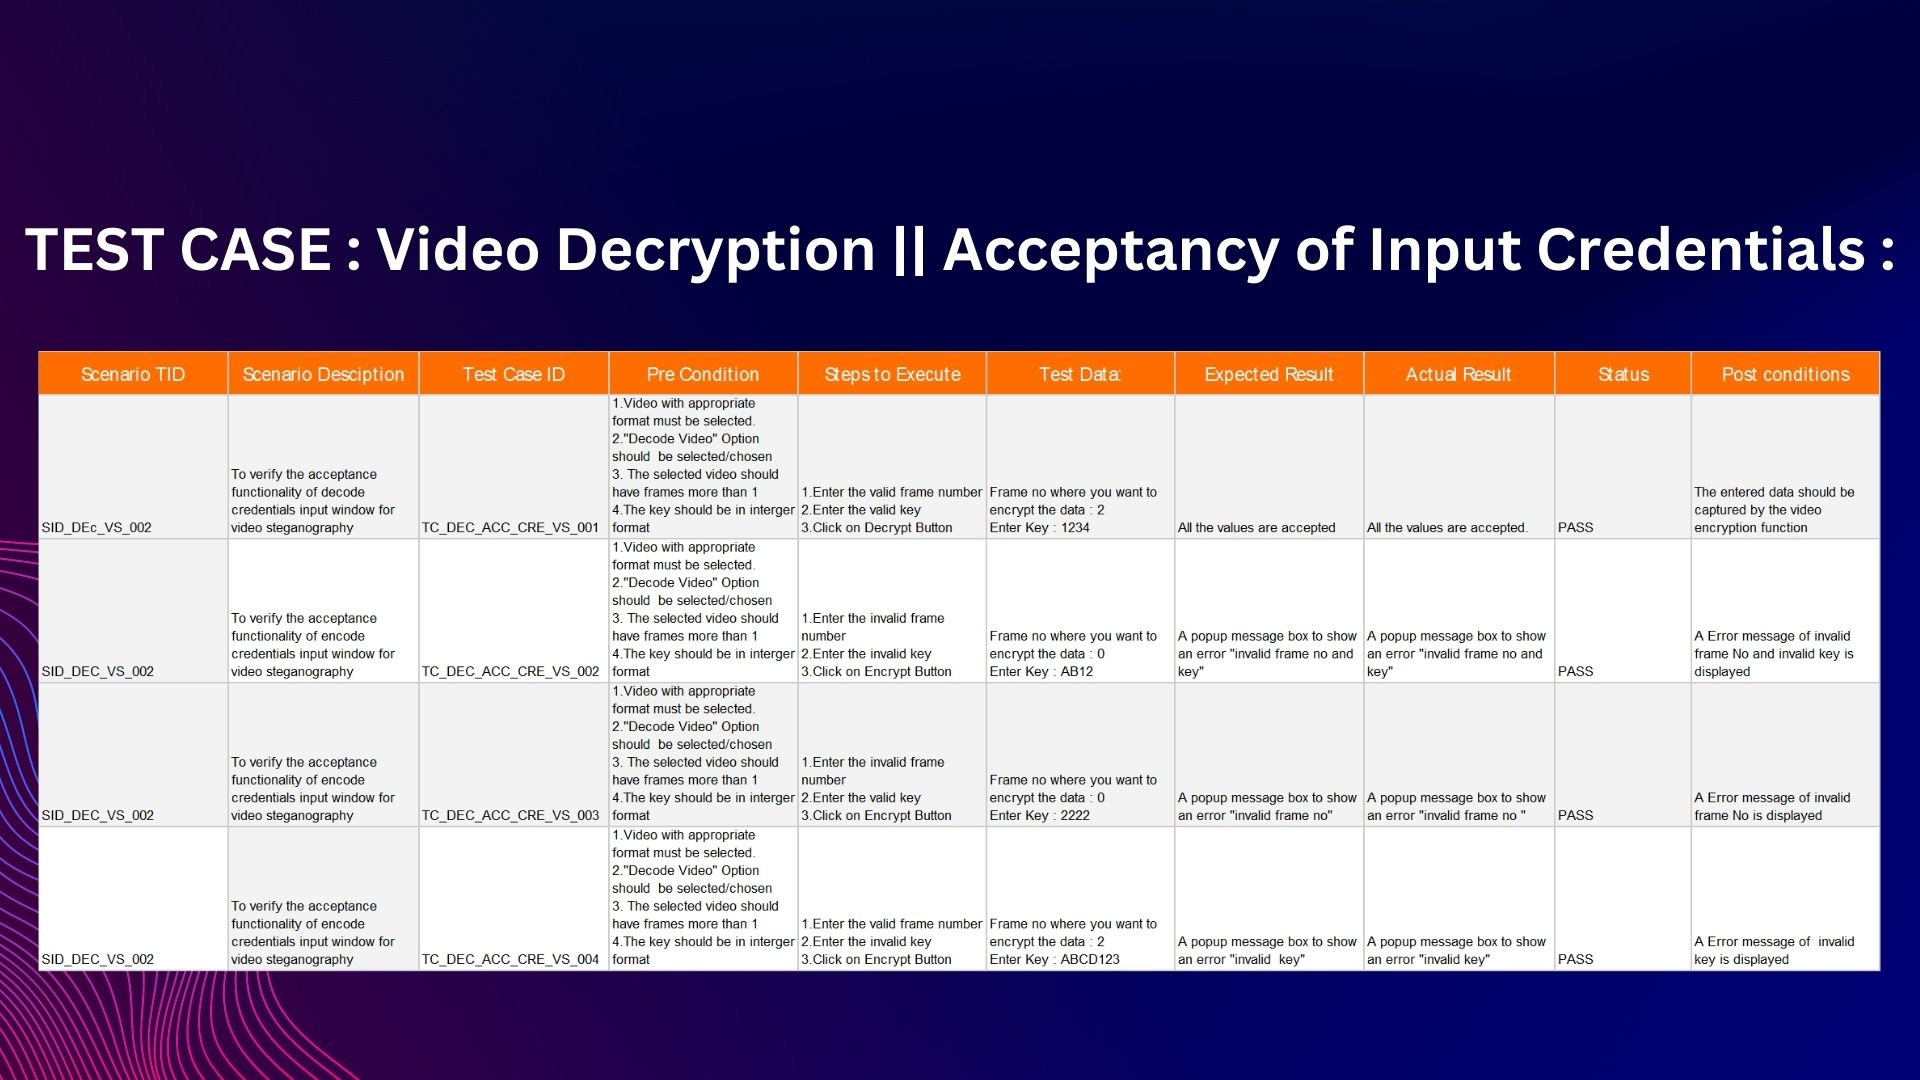 TEST CASE : Video Decryption || Acceptancy of Input Credentials :
Scenario TID
Scenario Desciption
Test Case ID
Pre Condition
Steps to Execute
Test Data:
Expected Result
Actual Result
Status
Post conditions
SID_DEc_VS_002
To verify the acceptance
functionality of decode
credentials input window for
video steganography
TC_DEC_ACC_CRE_VS_001
1.Video with appropriate
format must be selected.
2."Decode Video" Option
should  be selected/chosen
3. The selected video should
have frames more than 1
4.The key should be in interger
format
1.Enter the valid frame number
2.Enter the valid key
3.Click on Decrypt Button
Frame no where you want to
encrypt the data : 2
Enter Key : 1234
All the values are accepted
All the values are accepted.
PASS
The entered data should be
captured by the video
encryption function
SID_DEC_VS_002
To verify the acceptance
functionality of encode
credentials input window for
video steganography
TC_DEC_ACC_CRE_VS_002
1.Video with appropriate
format must be selected.
2."Decode Video" Option
should  be selected/chosen
3. The selected video should
have frames more than 1
4.The key should be in interger
format
1.Enter the invalid frame
number
2.Enter the invalid key
3.Click on Encrypt Button
Frame no where you want to
encrypt the data : 0
Enter Key : AB12
A popup message box to show
an error "invalid frame no and
key"
A popup message box to show
an error "invalid frame no and
key"
PASS
A Error message of invalid
frame No and invalid key is
displayed
SID_DEC_VS_002
To verify the acceptance
functionality of encode
credentials input window for
video steganography
TC_DEC_ACC_CRE_VS_003
1.Video with appropriate
format must be selected.
2."Decode Video" Option
should  be selected/chosen
3. The selected video should
have frames more than 1
4.The key should be in interger
format
1.Enter the invalid frame
number
2.Enter the valid key
3.Click on Encrypt Button
Frame no where you want to
encrypt the data : 0
Enter Key : 2222
A popup message box to show
an error "invalid frame no"
A popup message box to show
an error "invalid frame no "
PASS
A Error message of invalid
frame No is displayed
SID_DEC_VS_002
To verify the acceptance
functionality of encode
credentials input window for
video steganography
TC_DEC_ACC_CRE_VS_004
1.Video with appropriate
format must be selected.
2."Decode Video" Option
should  be selected/chosen
3. The selected video should
have frames more than 1
4.The key should be in interger
format
1.Enter the valid frame number
2.Enter the invalid key
3.Click on Encrypt Button
Frame no where you want to
encrypt the data : 2
Enter Key : ABCD123
A popup message box to show
an error "invalid  key"
A popup message box to show
an error "invalid key"
PASS
A Error message of  invalid
key is displayed